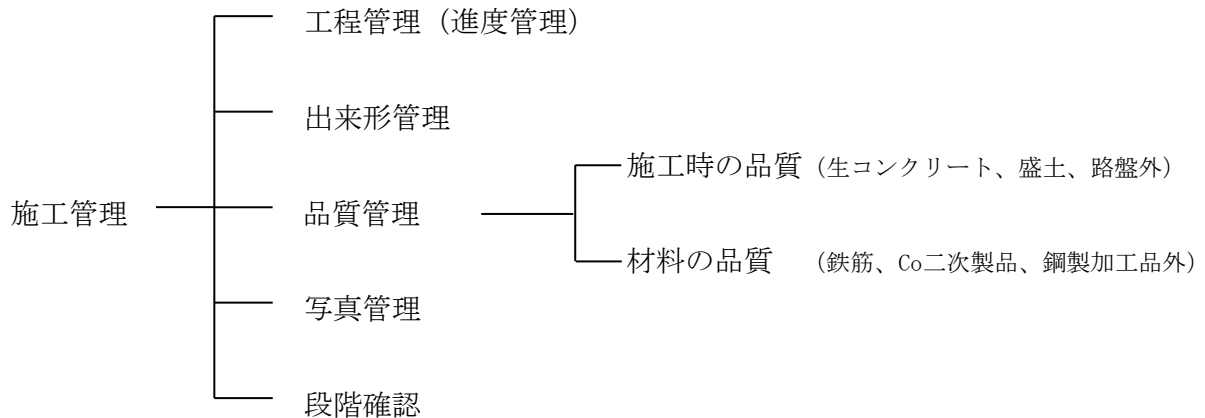 工程管理（進度管理）
出来形管理
施工時の品質（生コンクリート、盛土、路盤外）
施工管理
品質管理
材料の品質　（鉄筋、Co二次製品、鋼製加工品外）
写真管理
段階確認